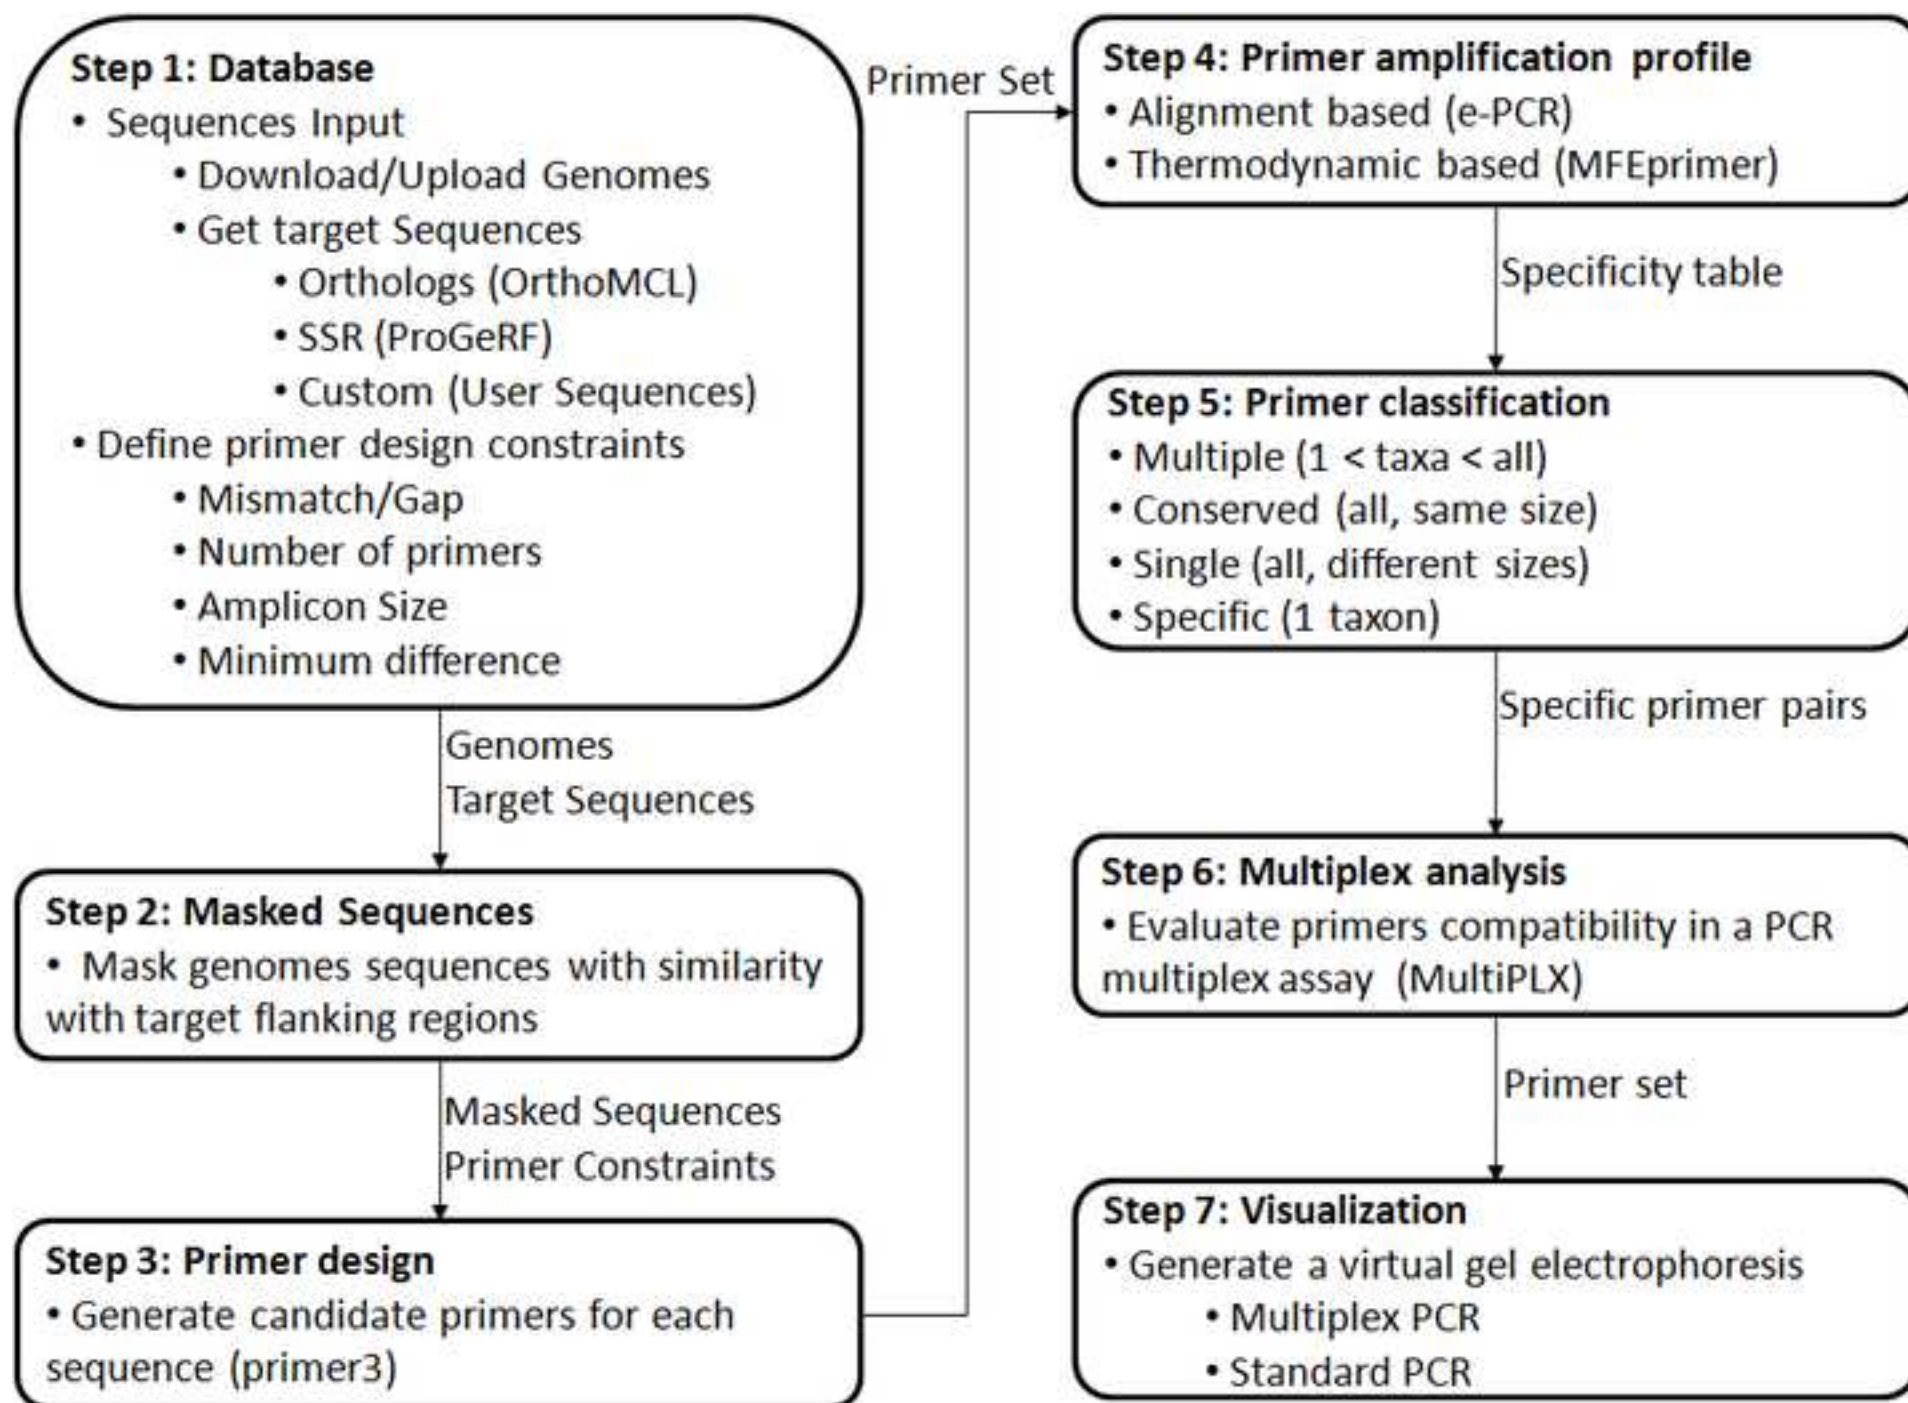 Step 1: Database
• Sequences Input
• Download/Upload Genomes
• Get target Sequences
• Orthologs (OrthoMCL)
• SSR (ProGeRF)
• Custom (User Sequences)
• Define primer design constraints
• Mismatch/Gap
• Number of primers
• Amplicon Size
• Minimum difference
Genomes
Target Sequences
Step 2: Masked Sequences
• Mask genomes sequences with similarity
with target flanking regions
Masked Sequences
Primer Constraints
Step 3: Primer design
• Generate candidate primers for each
sequence (primer3)
Primer Set
Step 4: Primer amplification profile
• Alignment based (e-PCR)
• Thermodynamic based (MFEprimer)
Specificity table
Step 5: Primer classification
• Multiple (1 < taxa < all)
• Conserved (all, same size)
• Single (all, different sizes)
• Specific (1 taxon)
Specific primer pairs
Step 6: Multiplex analysis
• Evaluate primers compatibility in a PCR
multiplex assay (MultiPLX)
Primer set
Step 7: Visualization
• Generate a virtual gel electrophoresis
• Multiplex PCR
• Standard PCR